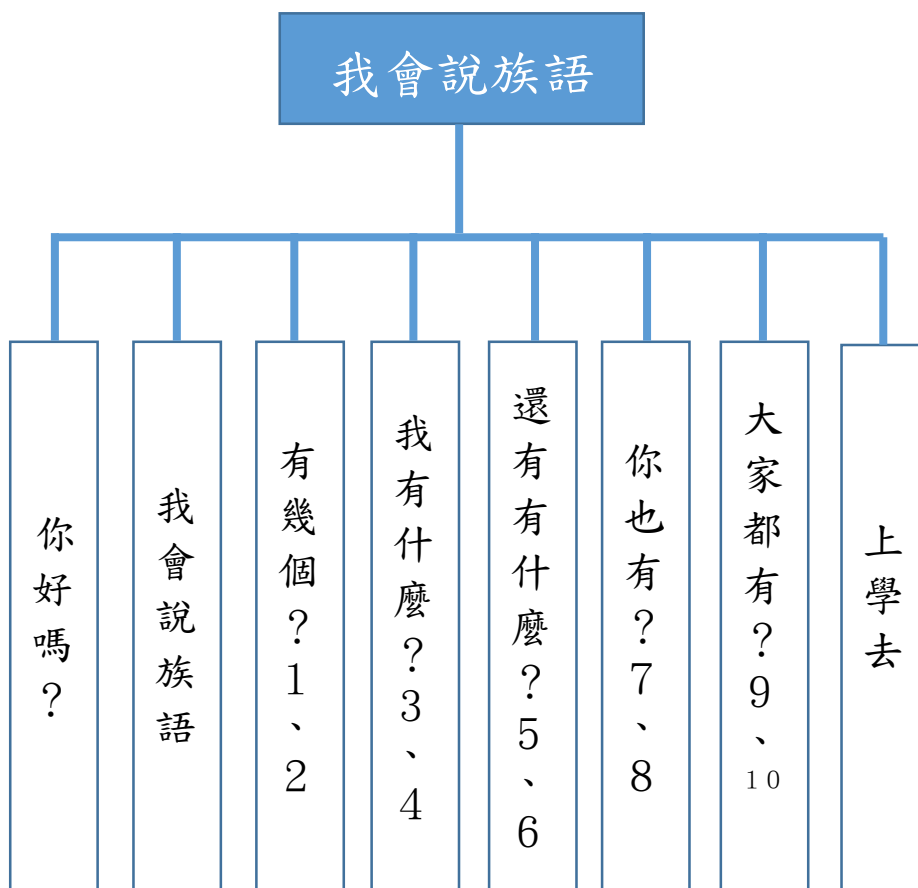 我會說族語
你好嗎？
我會說族語
有幾個？1、2
我有什麼？3、4
還有有什麼？5、6
你也有？7、8
大家都有？9、10
上學去